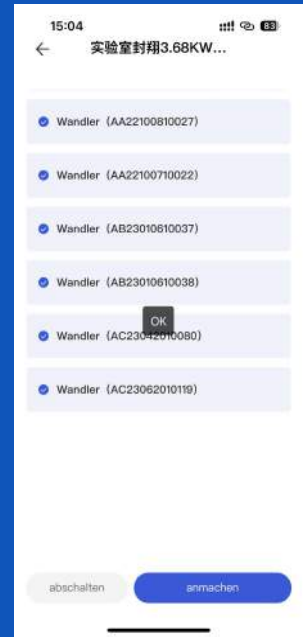 15:04
83
实验室封翔3.68KW...
Wandler (AA22100810027)
Wandler (AA22100710022)
Wandler (AB23010610037)
Wandler (AB23010610038)
OK
Wandler (AC23042010080)
Wandler (AC23062010119)
abschalten
anmachen